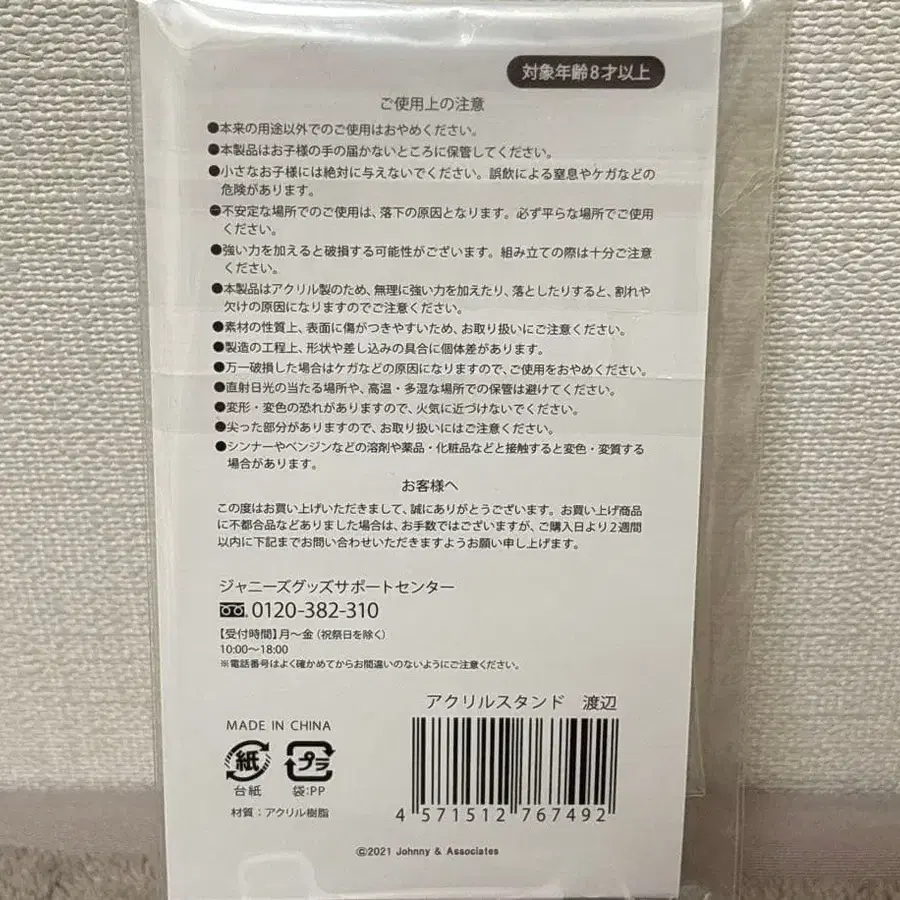 対象年齢8才以上
ご使用上の注意
●本来の用途以外でのご使用はおやめください。
●本製品はお子様の手の届かないところに保管してください。
●小さなお子様には絶対に与えないでください。誤飲による窒息やケガなどの
危険があります。
●不安定な場所でのご使用は、落下の原因となります。必ず平らな場所でご使用
ください。
●強い力を加えると破損する可能性がございます。組み立ての際は十分ご注意
ください。
●本製品はアクリル製のため、無理に強い力を加えたり、落としたりすると、割れや
欠けの原因になりますのでご注意ください。
●素材の性質上、表面に傷がつきやすいため、お取り扱いにご注意ください。
●製造の工程上、形状や差し込みの具合に個体差があります。
●万一破損した場合はケガなどの原因になりますので、ご使用をおやめください。
●直射日光の当たる場所や、高温・多湿な場所での保管は避けてください。
●変形・変色の恐れがありますので、火気に近づけないでください。
●尖った部分がありますので、お取り扱いにはご注意ください。
●シンナーやベンジンなどの溶剤や薬品・化粧品などと接触すると変色・変質する
場合があります。
お客様へ
この度はお買い上げいただきまして、誠にありがとうございます。お買い上げ商品
に不都合品などありました場合は、お手数ではございますが、ご購入日より2週間
以内に下記までお問い合わせいただきますようお願い申し上げます。
ジャニーズグッズサポートセンター
0120-382-310
【受付時間】月〜金（祝祭日を除く）
10:00〜18:00
※電話番号はよく確かめてからお間違いのないようにご注意ください。
アクリルスタンド 渡辺
MADE IN CHINA
紙 プラ
台紙 袋:PP
材質：アクリル樹脂
4 571512 767492
©2021 Johnny & Associates